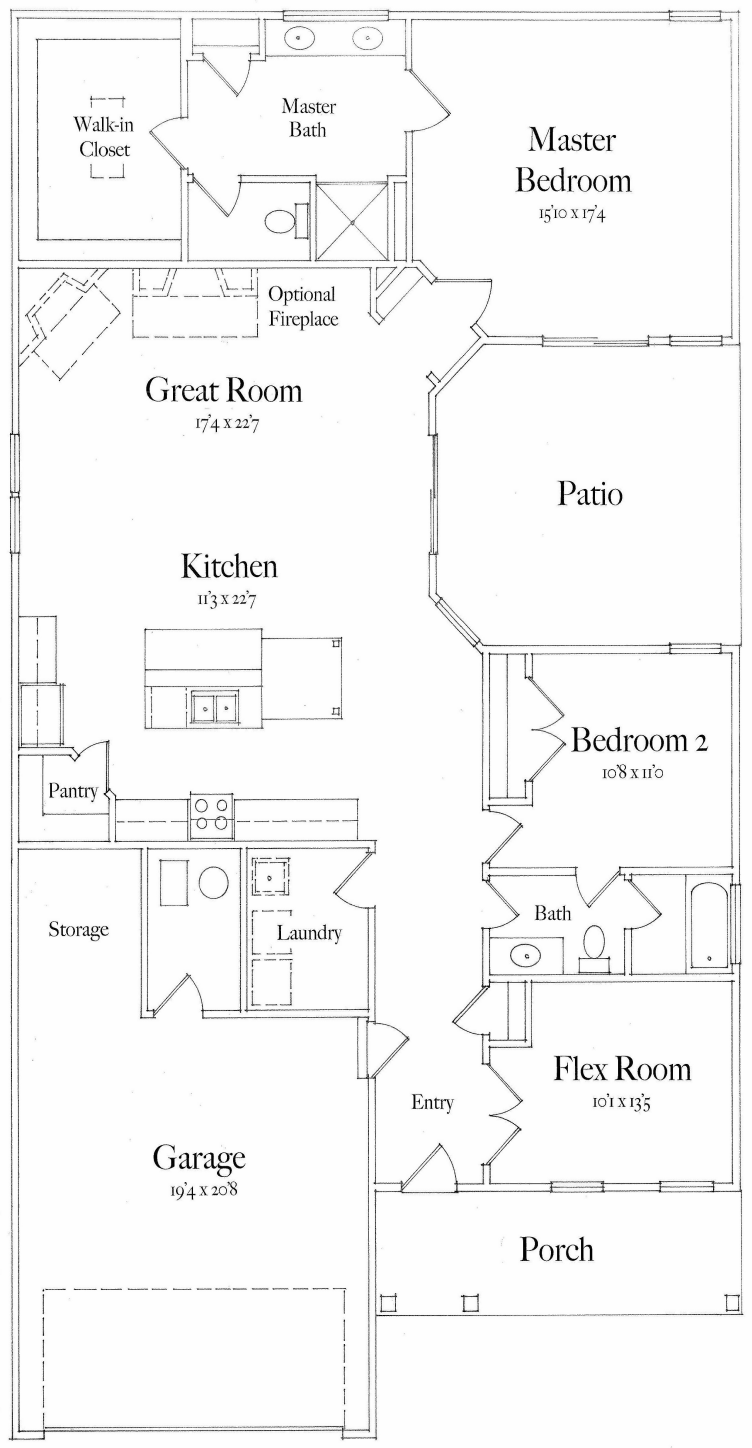 Walk-in
Closet
Master
Bath
Master
Bedroom
15'10 x 17'4
Optional
Fireplace
Great Room
17'4 x 22'7
Patio
Kitchen
11'3 x 22'7
Bedroom 2
10'8 x 11'0
Pantry
Storage
Laundry
Bath
Flex Room
10'1 x 13'5
Entry
Garage
19'4 x 20'8
Porch